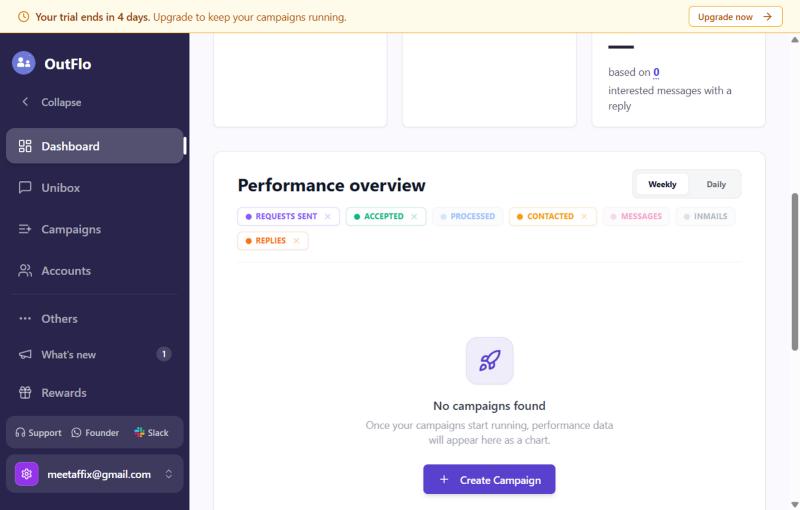 Your trial ends in 4 days. Upgrade to keep your campaigns running.
Upgrade now
OutFlo
Collapse
Dashboard
Unibox
Campaigns
Accounts
Others
What's new
1
Rewards
Support
Founder
Slack
meetaffix@gmail.com
based on 0
interested messages with a
reply
Performance overview
Weekly
Daily
REQUESTS SENT
ACCEPTED
PROCESSED
CONTACTED
MESSAGES
INMAILS
REPLIES
No campaigns found
Once your campaigns start running, performance data
will appear here as a chart.
Create Campaign